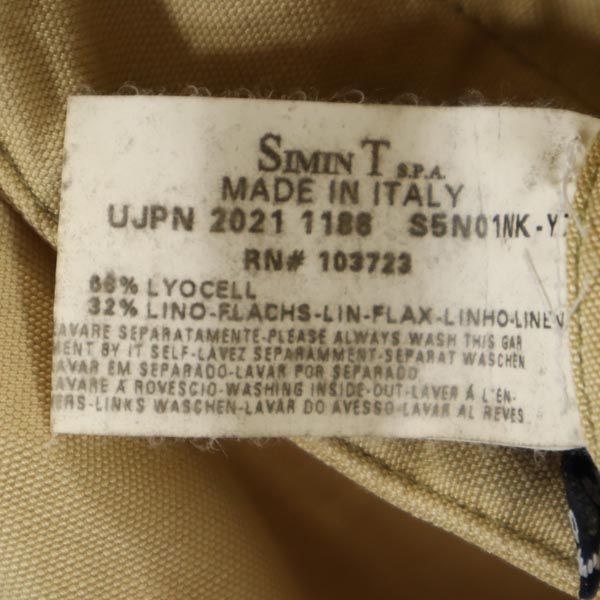 SIMINT S.P.A.
MADE IN ITALY
UJPN 2021 1186 S5N01NK-Y
RN# 103723
68% LYOCELL
32% LINO-FLACHS-LIN-FLAX-LINHO-LINEN
LAVARE SEPARATAMENTE-PLEASE ALWAYS WASH THIS GAR
MENT BY IT SELF-LAVEZ SEPARAMMENT-SEPARAT WASCHEN
LAVAR EM SEPARADO-LAVAR POR SEPARADO
LAVARE A ROVESCIO-WASHING INSIDE-OUT-LAVER À L'EN-
VERS-LINKS WASCHEN-LAVAR DO AVESSO-LAVAR AL REVES